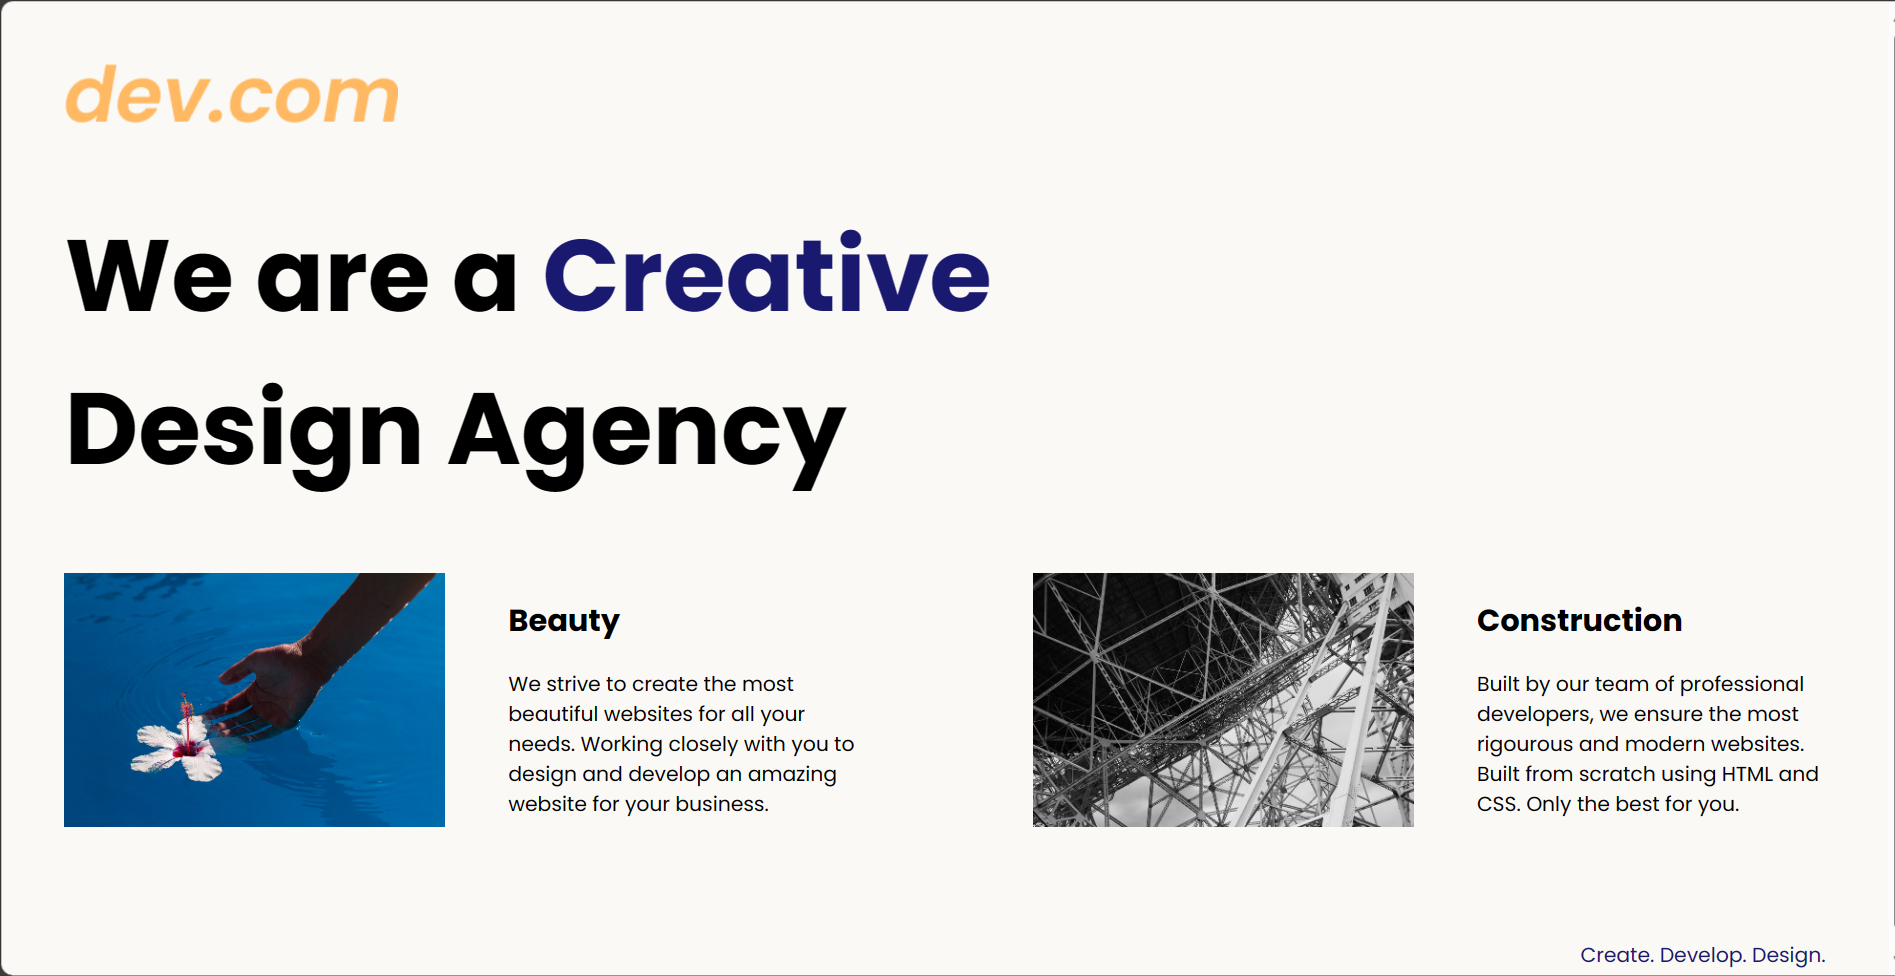 dev.com
We are a Creative
Design Agency
Beauty
We strive to create the most
beautiful websites for all your
needs. Working closely with you to
design and develop an amazing
website for your business.
Construction
Built by our team of professional
developers, we ensure the most
rigourous and modern websites.
Built from scratch using HTML and
CSS. Only the best for you.
Create. Develop. Design.